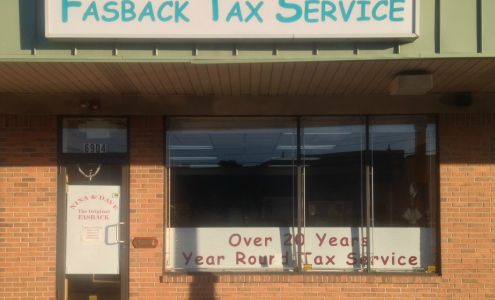 FASBACK TAX SERVICE
6904
NINA & DAVE
The Original
FASBACK
Over 20 Years
Year Round Tax Service